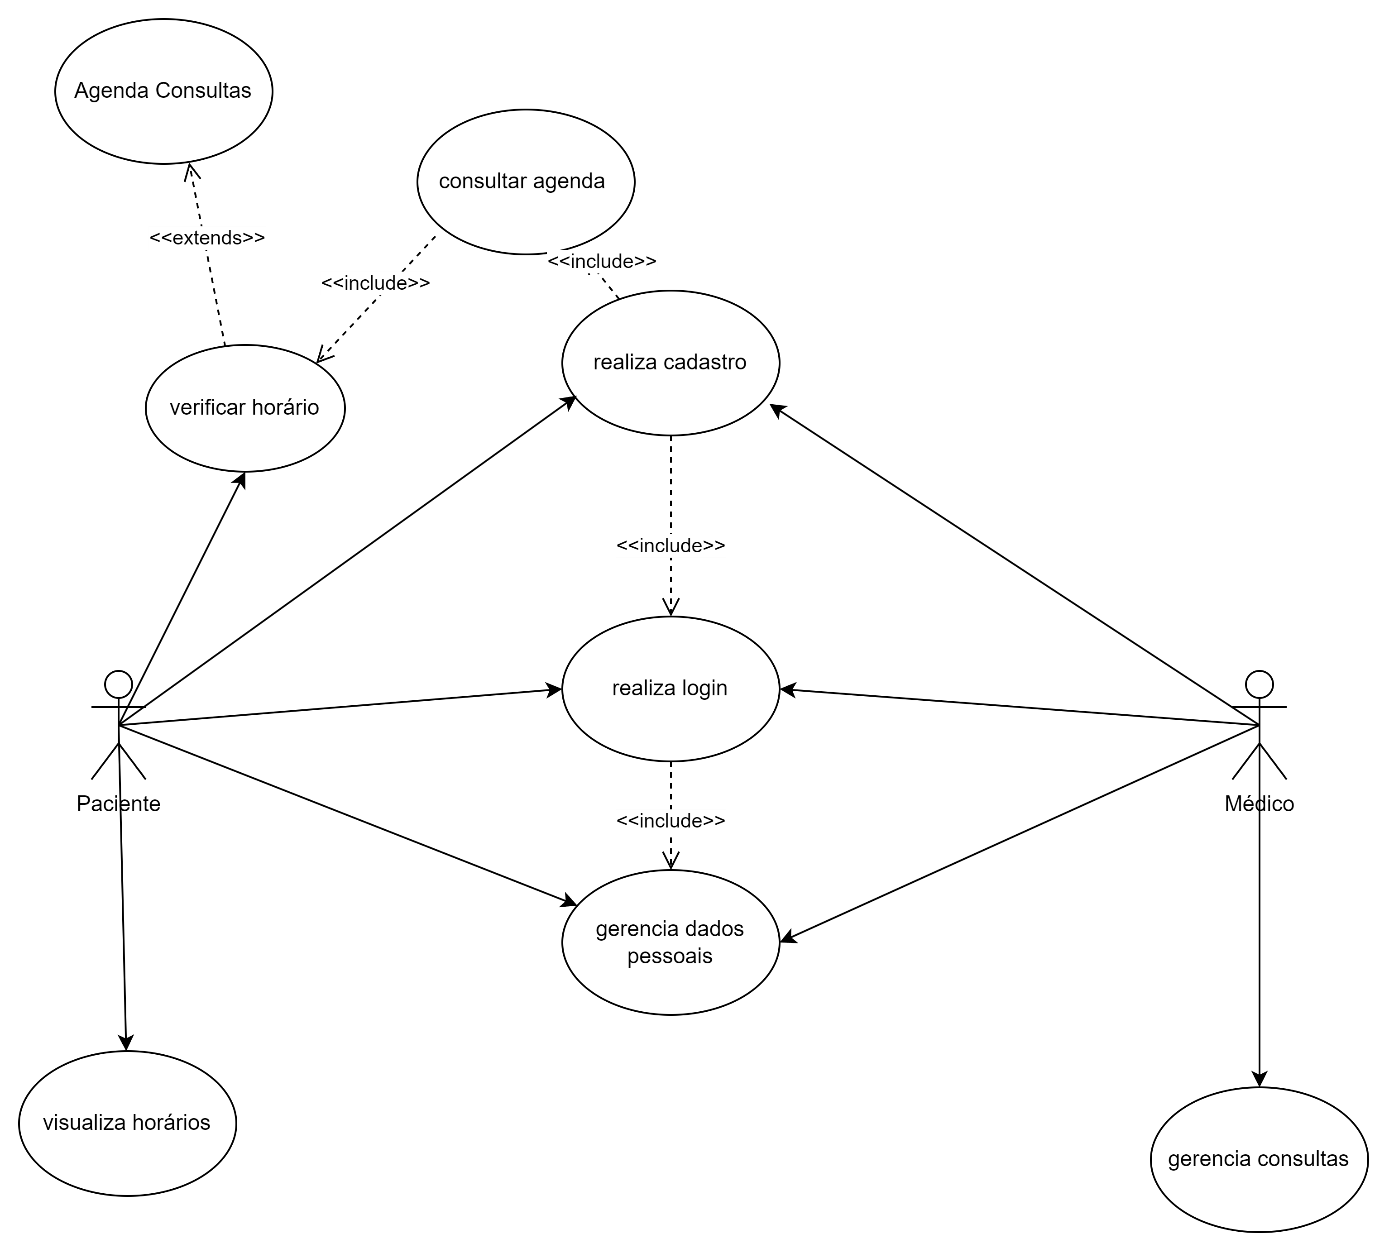 Agenda Consultas
consultar agenda
<<extends>>
<<include>>
<<include>>
realiza cadastro
verificar horário
<<include>>
realiza login
Paciente
Médico
<<include>>
gerencia dados
pessoais
visualiza horários
gerencia consultas